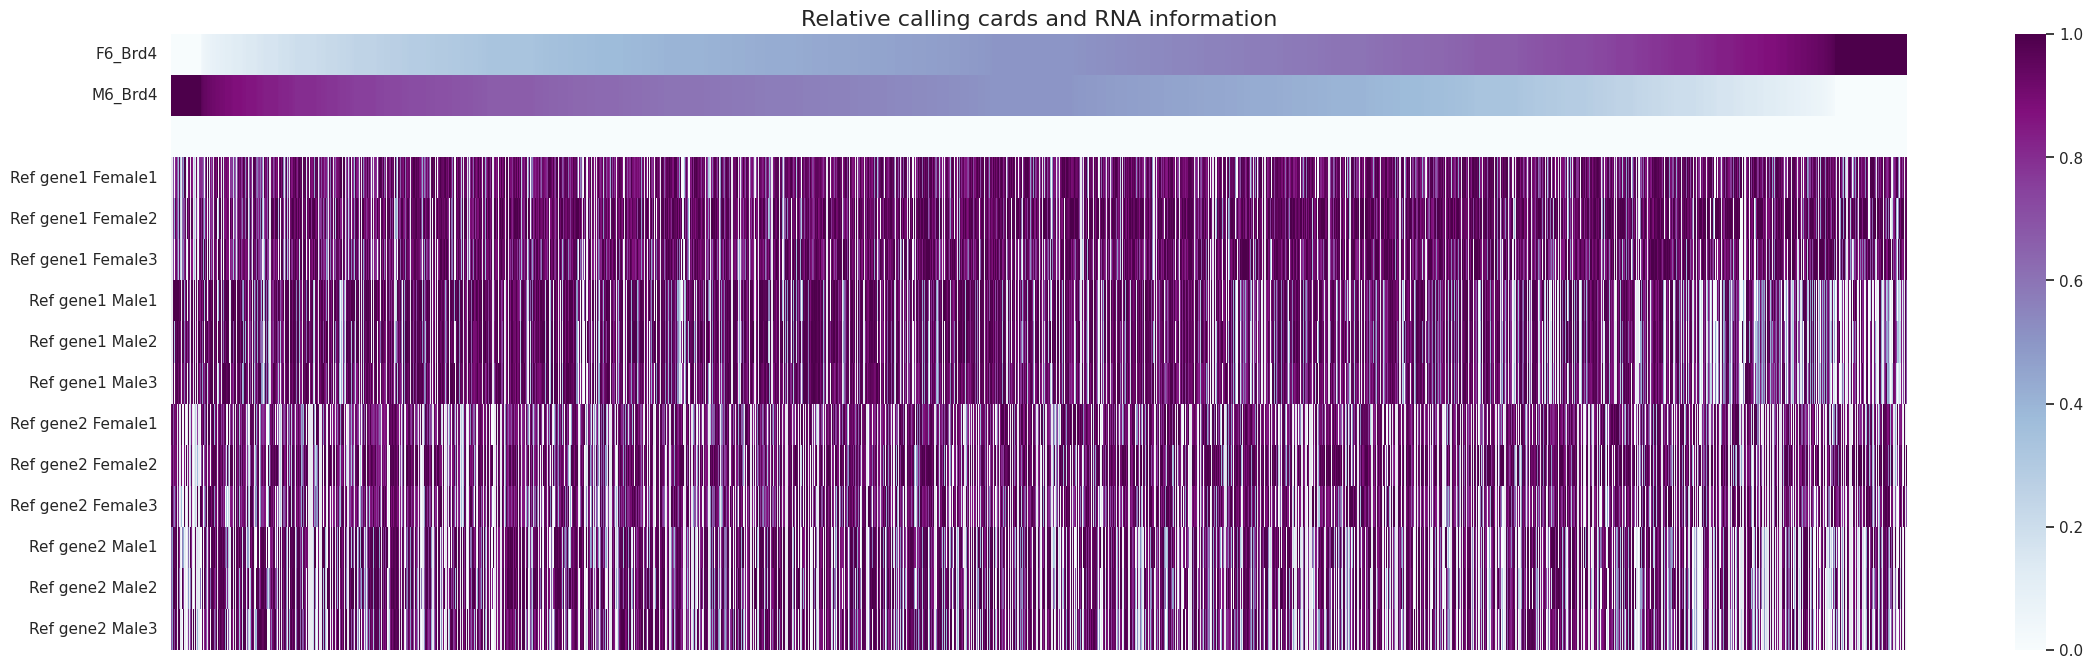 Relative calling cards and RNA information
F6_Brd4
M6_Brd4
Ref gene1 Female1
Ref gene1 Female2
Ref gene1 Female3
Ref gene1 Male1
Ref gene1 Male2
Ref gene1 Male3
Ref gene2 Female1
Ref gene2 Female2
Ref gene2 Female3
Ref gene2 Male1
Ref gene2 Male2
Ref gene2 Male3
1.0
0.8
0.6
0.4
0.2
0.0